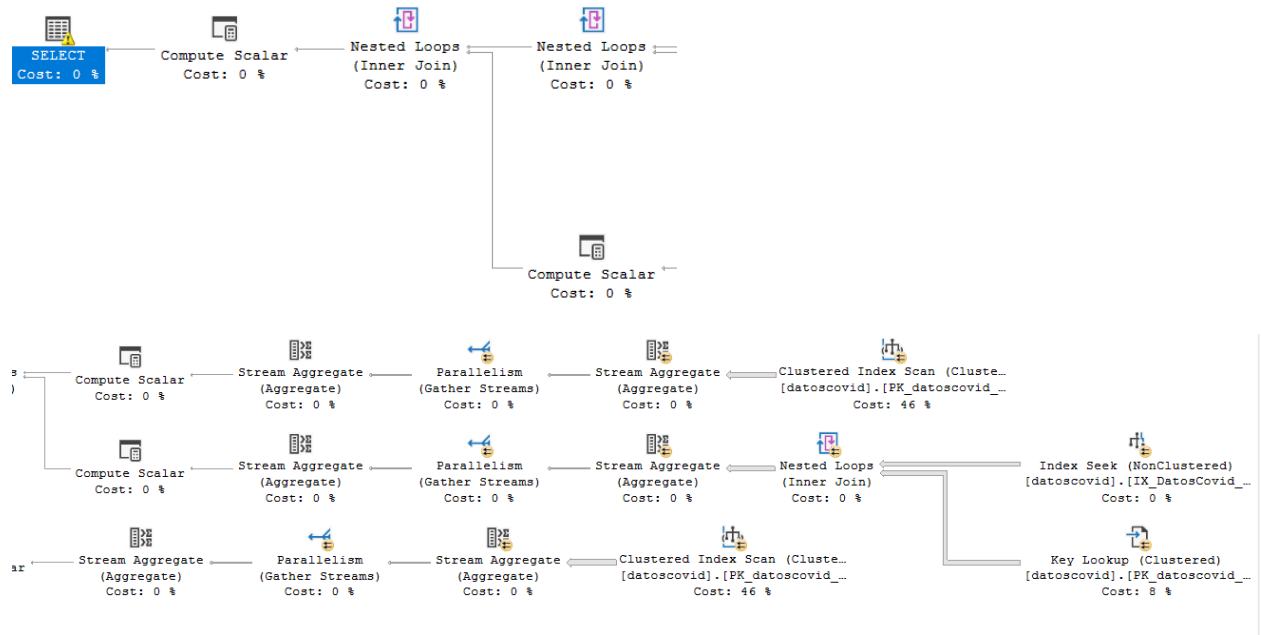 SELECT
Cost: 0 %
Compute Scalar
Cost: 0 %
Nested Loops
(Inner Join)
Cost: 0 %
Nested Loops
(Inner Join)
Cost: 0 %
Compute Scalar
Cost: 0 %
s
)
Compute Scalar
Cost: 0 %
Stream Aggregate
(Aggregate)
Cost: 0 %
Parallelism
(Gather Streams)
Cost: 0 %
Stream Aggregate
(Aggregate)
Cost: 0 %
Clustered Index Scan (Cluste…
[datoscovid].[PK_datoscovid_…
Cost: 46 %
Compute Scalar
Cost: 0 %
Stream Aggregate
(Aggregate)
Cost: 0 %
Parallelism
(Gather Streams)
Cost: 0 %
Stream Aggregate
(Aggregate)
Cost: 0 %
Nested Loops
(Inner Join)
Cost: 0 %
Index Seek (NonClustered)
[datoscovid].[IX_DatosCovid_…
Cost: 0 %
ar
Stream Aggregate
(Aggregate)
Cost: 0 %
Parallelism
(Gather Streams)
Cost: 0 %
Stream Aggregate
(Aggregate)
Cost: 0 %
Clustered Index Scan (Cluste…
[datoscovid].[PK_datoscovid_…
Cost: 46 %
Key Lookup (Clustered)
[datoscovid].[PK_datoscovid_…
Cost: 8 %